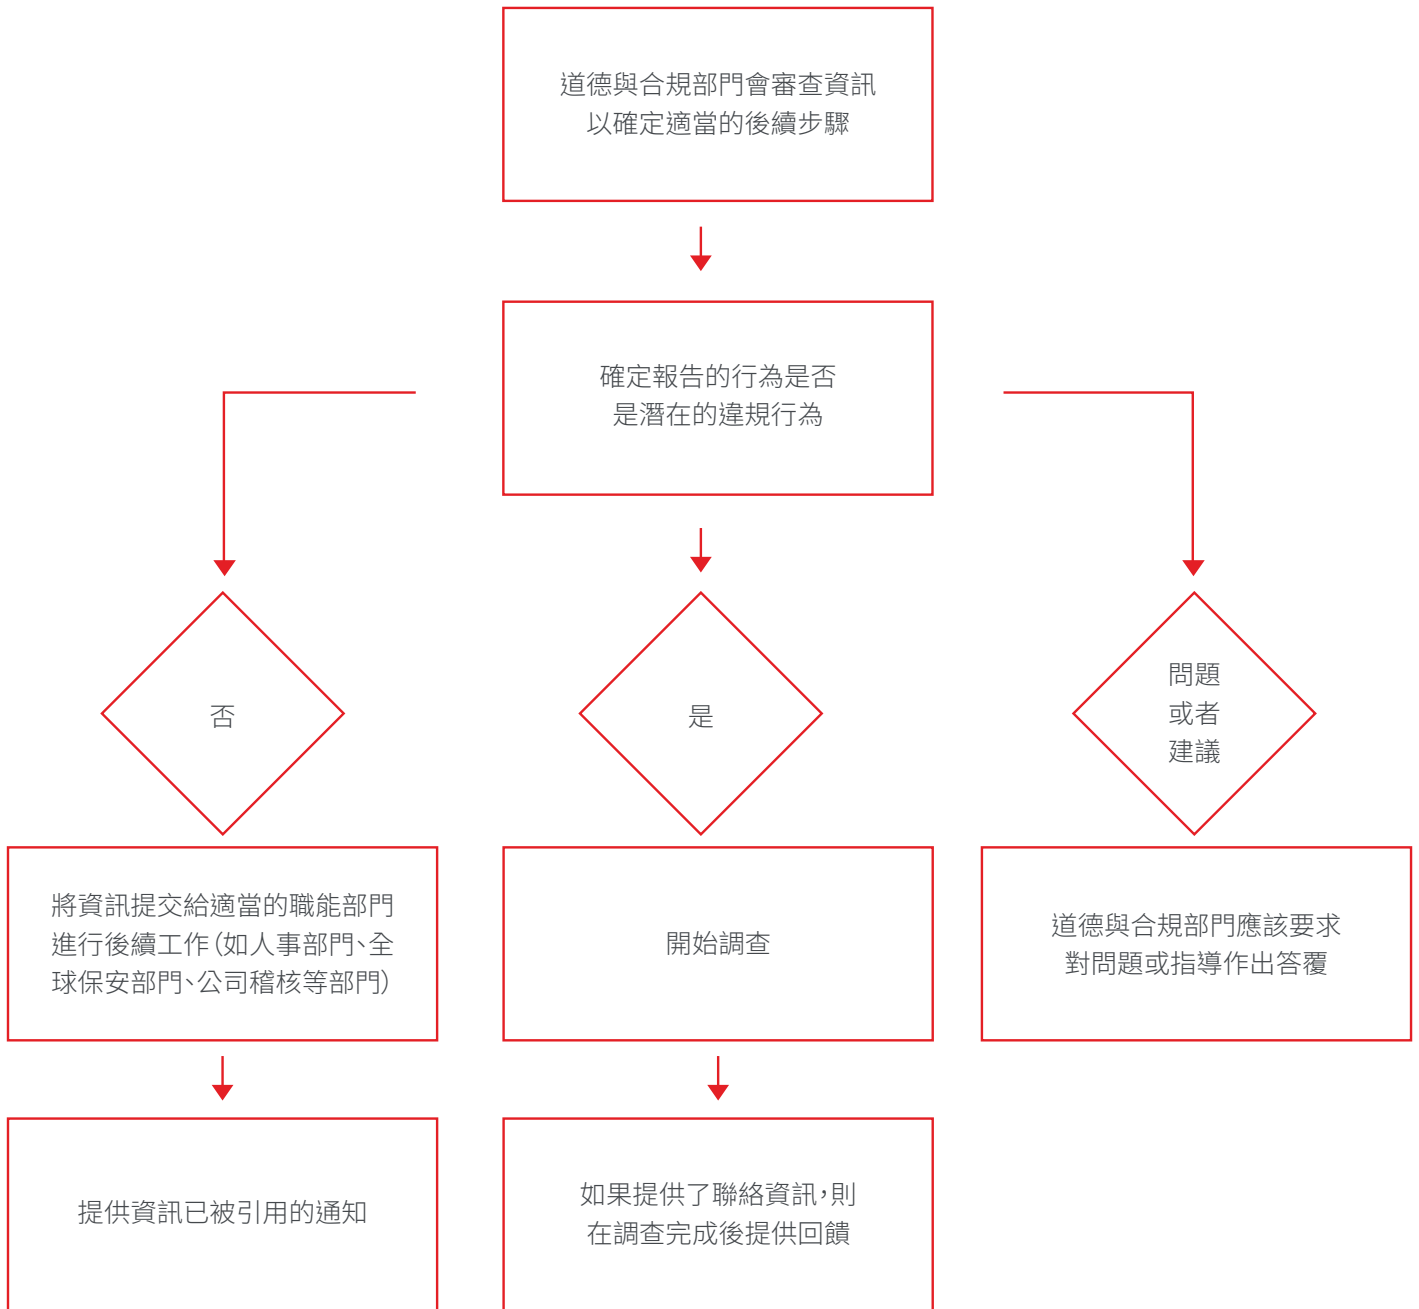 道德與合規部門會審查資訊
以確定適當的後續步驟
確定報告的行為是否
是潛在的違規行為
否
是
問題
或者
建議
將資訊提交給適當的職能部門
進行後續工作（如人事部門、全
球保安部門、公司稽核等部門）
開始調查
道德與合規部門應該要求
對問題或指導作出答覆
提供資訊已被引用的通知
如果提供了聯絡資訊，則
在調查完成後提供回饋